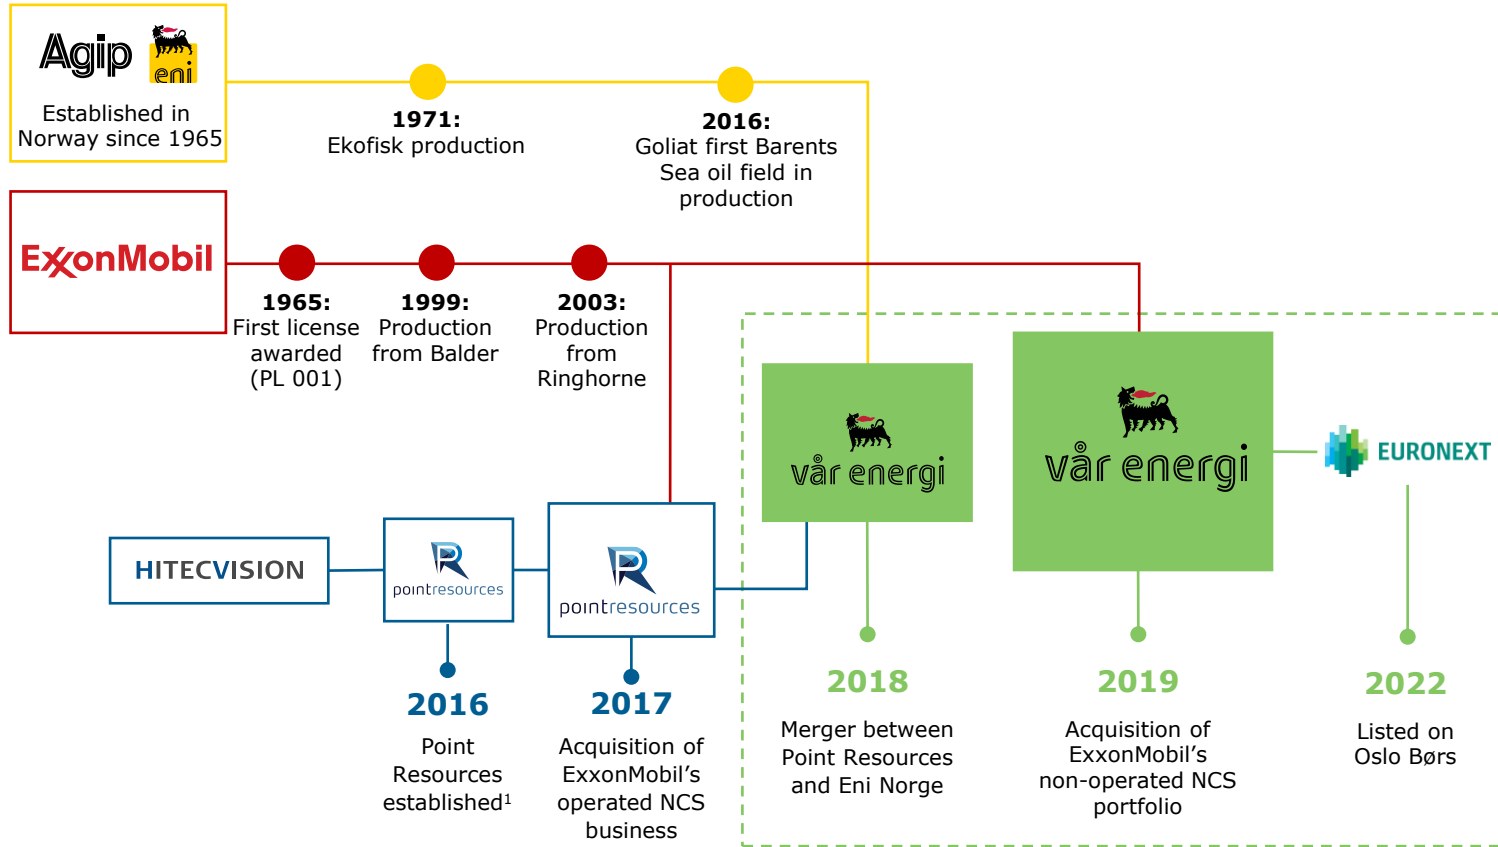 Agip
eni
Established in
Norway since 1965
1971:
Ekofisk production
2016:
Goliat first Barents
Sea oil field in
production
ExxonMobil
1965:
First license
awarded
(PL 001)
1999:
Production
from Balder
2003:
Production
from
Ringhorne
HITECVISION
pointresources
2016
Point
Resources
established¹
pointresources
2017
Acquisition of
ExxonMobil’s
operated NCS
business
vår energi
2018
Merger between
Point Resources
and Eni Norge
vår energi
2019
Acquisition of
ExxonMobil’s
non-operated NCS
portfolio
EURONEXT
2022
Listed on
Oslo Børs